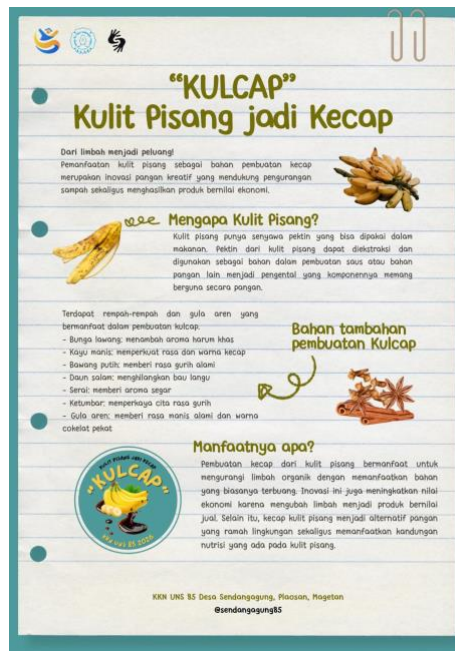 "KULCAP"
Kulit Pisang jadi Kecap
Dari limbah menjadi peluang!
Pemanfaatan kulit pisang sebagai bahan pembuatan kecap
merupakan inovasi pangan kreatif yang mendukung pengurangan
sampah sekaligus menghasilkan produk bernilai ekonomi.
Mengapa Kulit Pisang?
Kulit pisang punya senyawa pektin yang bisa dipakai dalam
makanan. Pektin dari kulit pisang dapat diekstraksi dan
digunakan sebagai bahan dalam pembuatan saus atau bahan
pangan lain menjadi pengental yang komponennya memang
berguna secara pangan.
Terdapat rempah-rempah dan gula aren yang
bermanfaat dalam pembuatan kulcap.
- Bunga lawang: menambah aroma harum khas
- Kayu manis: memperkuat rasa dan warna kecap
- Bawang putih: memberi rasa gurih alami
- Daun salam: menghilangkan bau langu
- Serai: memberi aroma segar
- Ketumbar: memperkaya cita rasa gurih
- Gula aren: memberi rasa manis alami dan warna
cokelat pekat
Bahan tambahan
pembuatan Kulcap
Manfaatnya apa?
Pembuatan kecap dari kulit pisang bermanfaat untuk
mengurangi limbah organik dengan memanfaatkan bahan
yang biasanya terbuang. Inovasi ini juga meningkatkan nilai
ekonomi karena mengubah limbah menjadi produk bernilai
jual. Selain itu, kecap kulit pisang menjadi alternatif pangan
yang ramah lingkungan sekaligus memanfaatkan kandungan
nutrisi yang ada pada kulit pisang.
KULIT PISANG JADI KECAP
"KULCAP"
KKN UNS 85 2026
KKN UNS 85 Desa Sendangagung, Plaosan, Magetan
@sendangagung85